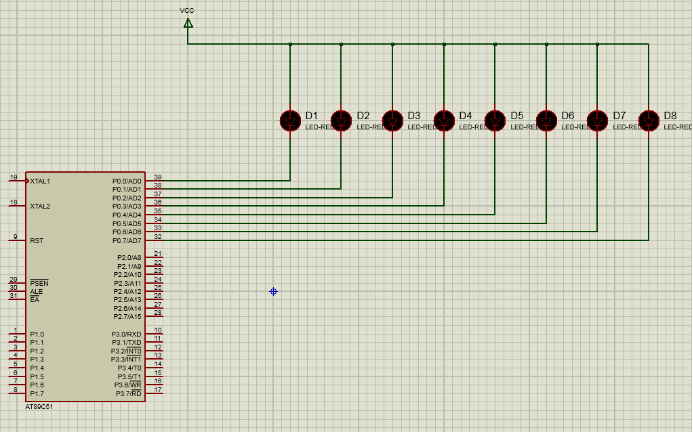 VCC
D1
LED-RED
D2
LED-RED
D3
LED-RED
D4
LED-RED
D5
LED-RED
D6
LED-RED
D7
LED-RED
D8
LED-RED
19 XTAL1
18 XTAL2
9 RST
29 PSEN
30 ALE
31 EA
1 P1.0
2 P1.1
3 P1.2
4 P1.3
5 P1.4
6 P1.5
7 P1.6
8 P1.7
P0.0/AD0 39
P0.1/AD1 38
P0.2/AD2 37
P0.3/AD3 36
P0.4/AD4 35
P0.5/AD5 34
P0.6/AD6 33
P0.7/AD7 32
P2.0/A8 21
P2.1/A9 22
P2.2/A10 23
P2.3/A11 24
P2.4/A12 25
P2.5/A13 26
P2.6/A14 27
P2.7/A15 28
P3.0/RXD 10
P3.1/TXD 11
P3.2/INT0 12
P3.3/INT1 13
P3.4/T0 14
P3.5/T1 15
P3.6/WR 16
P3.7/RD 17
AT89C51